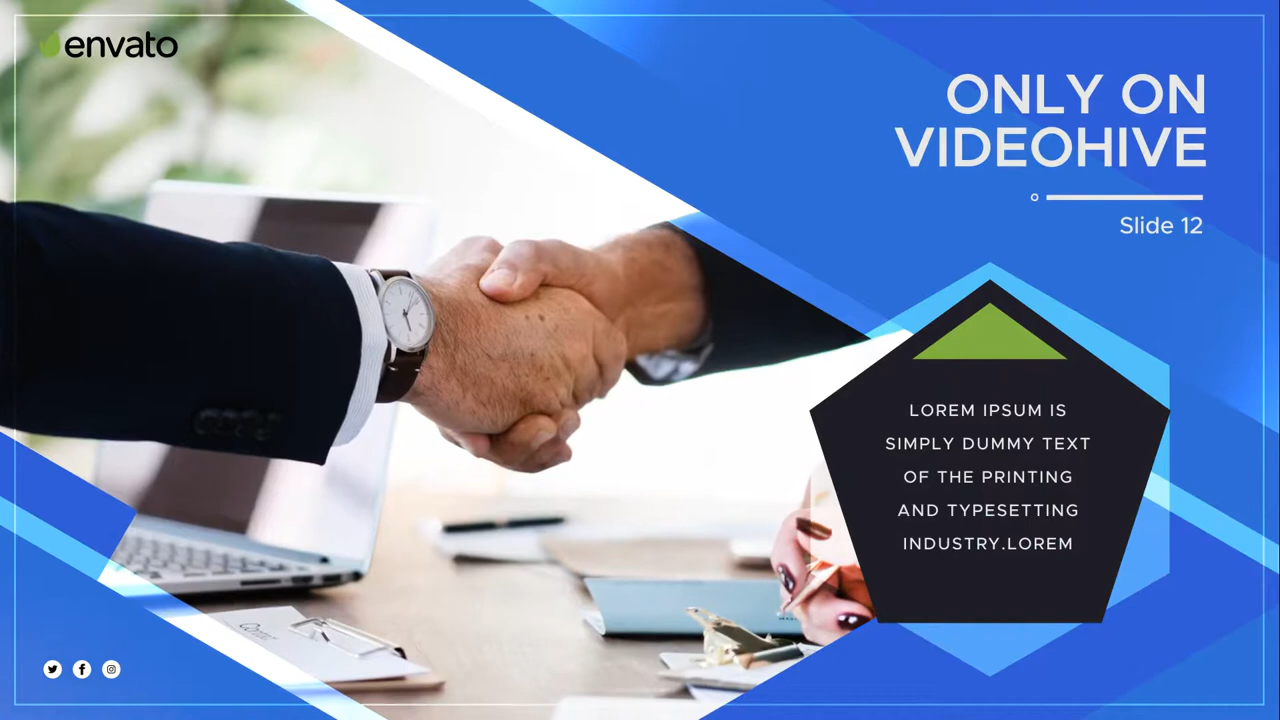 envato
ONLY ON
VIDEOHIVE
Slide 12
LOREM IPSUM IS
SIMPLY DUMMY TEXT
OF THE PRINTING
AND TYPESETTING
INDUSTRY.LOREM